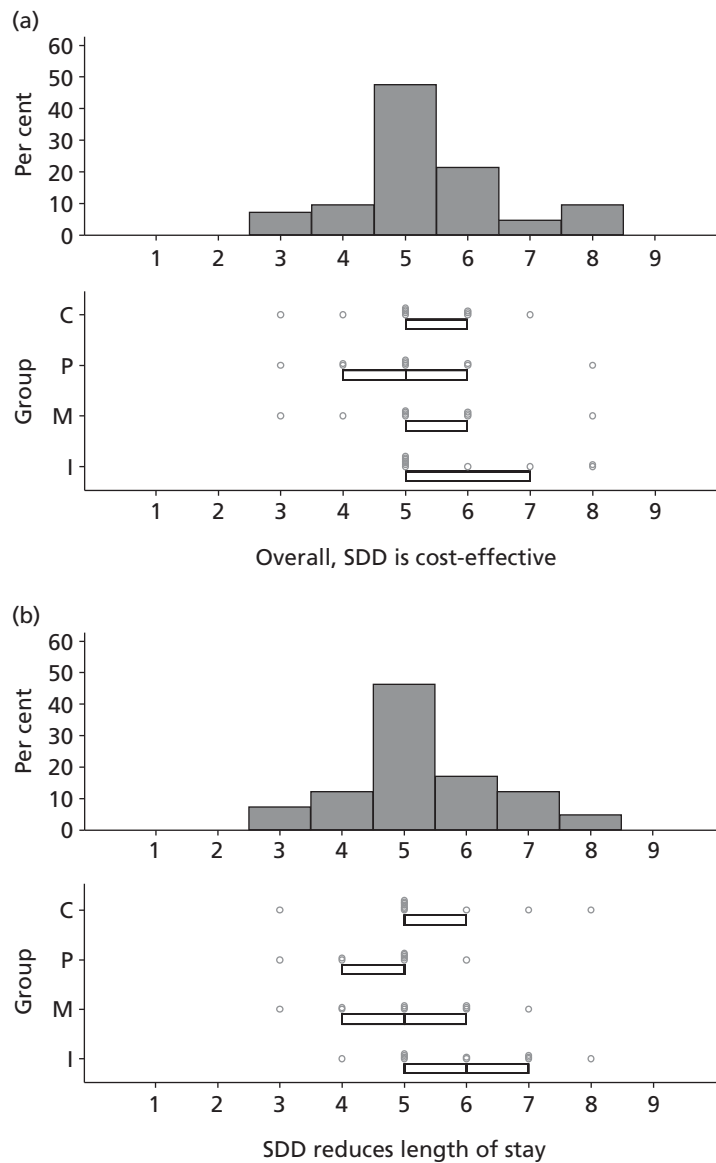 (a)
60
50
40
30
20
10
0
Per cent
1 2 3 4 5 6 7 8 9
C
P
M
I
Group
1 2 3 4 5 6 7 8 9
Overall, SDD is cost-effective
(b)
60
50
40
30
20
10
0
Per cent
1 2 3 4 5 6 7 8 9
C
P
M
I
Group
1 2 3 4 5 6 7 8 9
SDD reduces length of stay